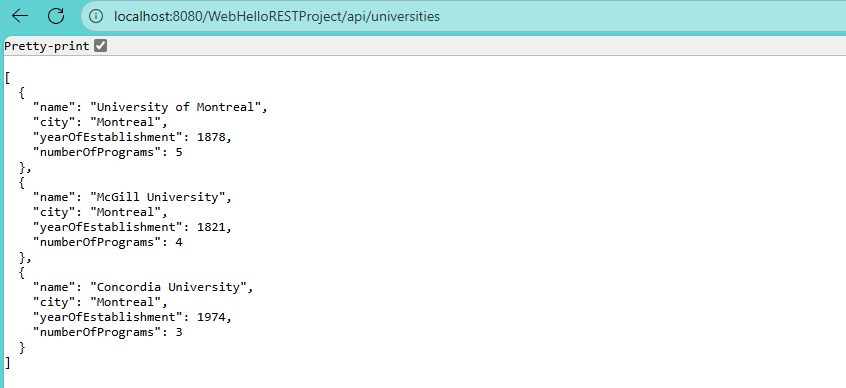 localhost:8080/WebHelloRESTProject/api/universities
Pretty-print
[
  {
    "name": "University of Montreal",
    "city": "Montreal",
    "yearOfEstablishment": 1878,
    "numberOfPrograms": 5
  },
  {
    "name": "McGill University",
    "city": "Montreal",
    "yearOfEstablishment": 1821,
    "numberOfPrograms": 4
  },
  {
    "name": "Concordia University",
    "city": "Montreal",
    "yearOfEstablishment": 1974,
    "numberOfPrograms": 3
  }
]